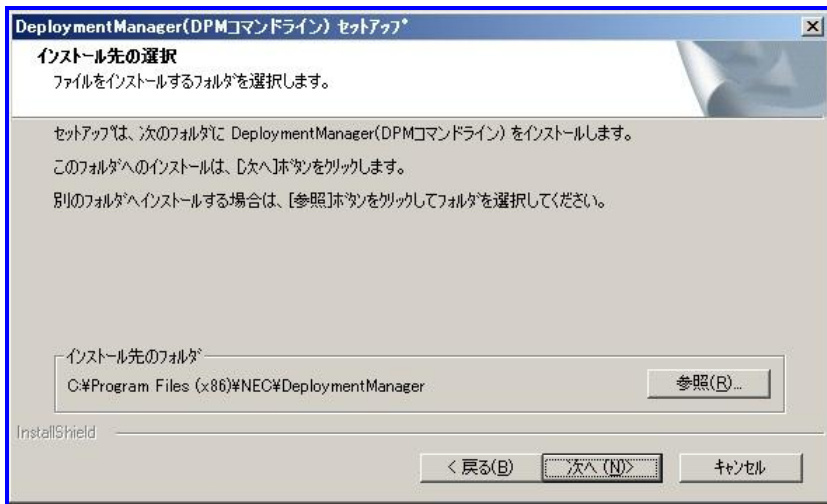 DeploymentManager(DPMコマンドライン) セットアップ
インストール先の選択
ファイルをインストールするフォルダを選択します。
セットアップは、次のフォルダに DeploymentManager(DPMコマンドライン) をインストールします。
このフォルダへのインストールは、[次へ]ボタンをクリックします。
別のフォルダへインストールする場合は、[参照]ボタンをクリックしてフォルダを選択してください。
インストール先のフォルダ
C:¥Program Files (x86)¥NEC¥DeploymentManager
参照(R)...
InstallShield
< 戻る(B) 次へ (N)> キャンセル